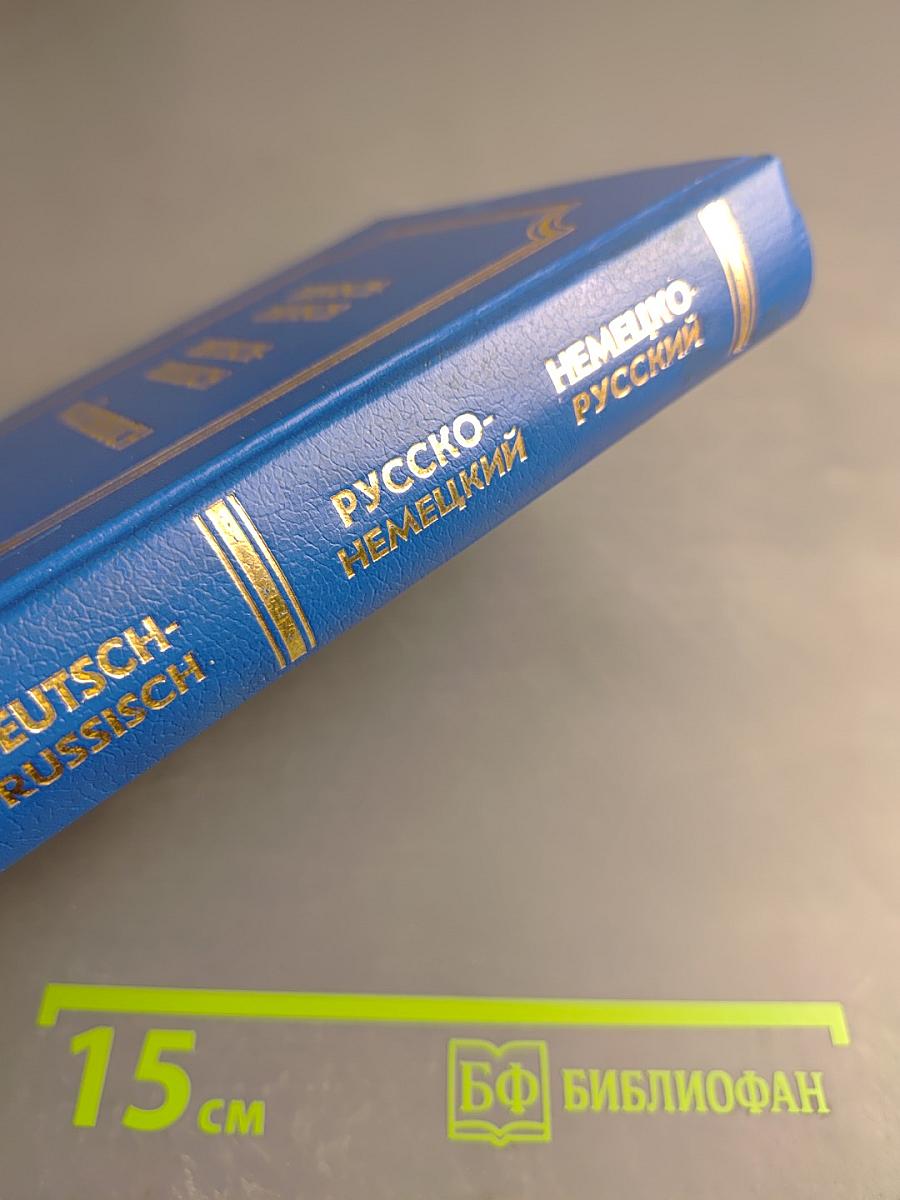 НЕМЕЦКО-
РУССКИЙ
РУССКО-
НЕМЕЦКИЙ
EUTSCH-
RUSSISCH
15 см
БФ БИБЛИОФАН